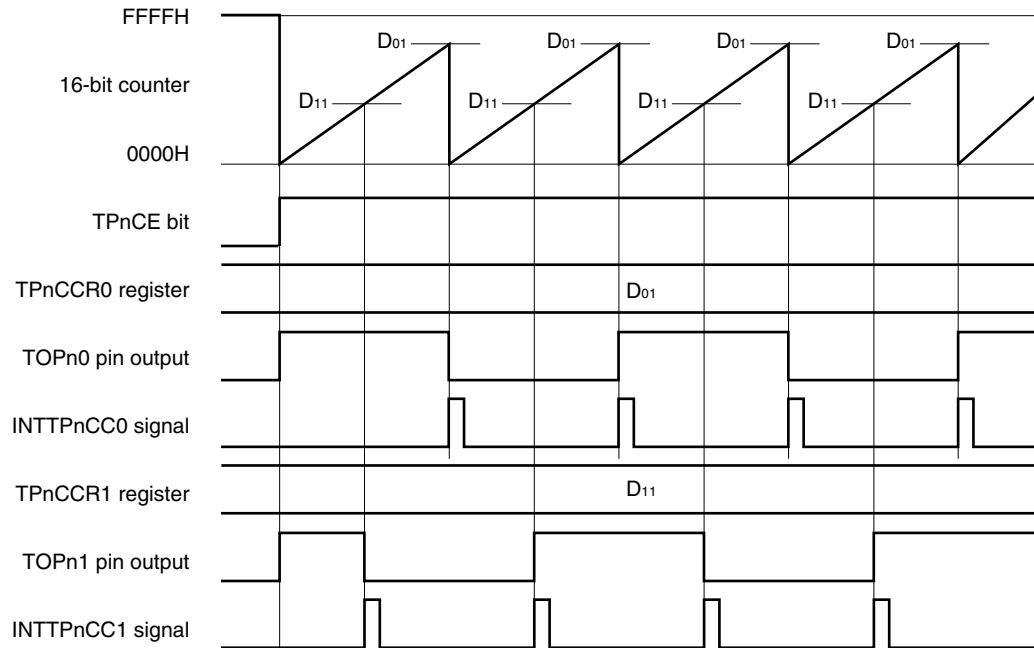 FFFFH
D01 D01 D01 D01
16-bit counter
D11 D11 D11 D11
0000H
TPnCE bit
TPnCCR0 register D01
TOPn0 pin output
INTTPnCC0 signal
TPnCCR1 register D11
TOPn1 pin output
INTTPnCC1 signal